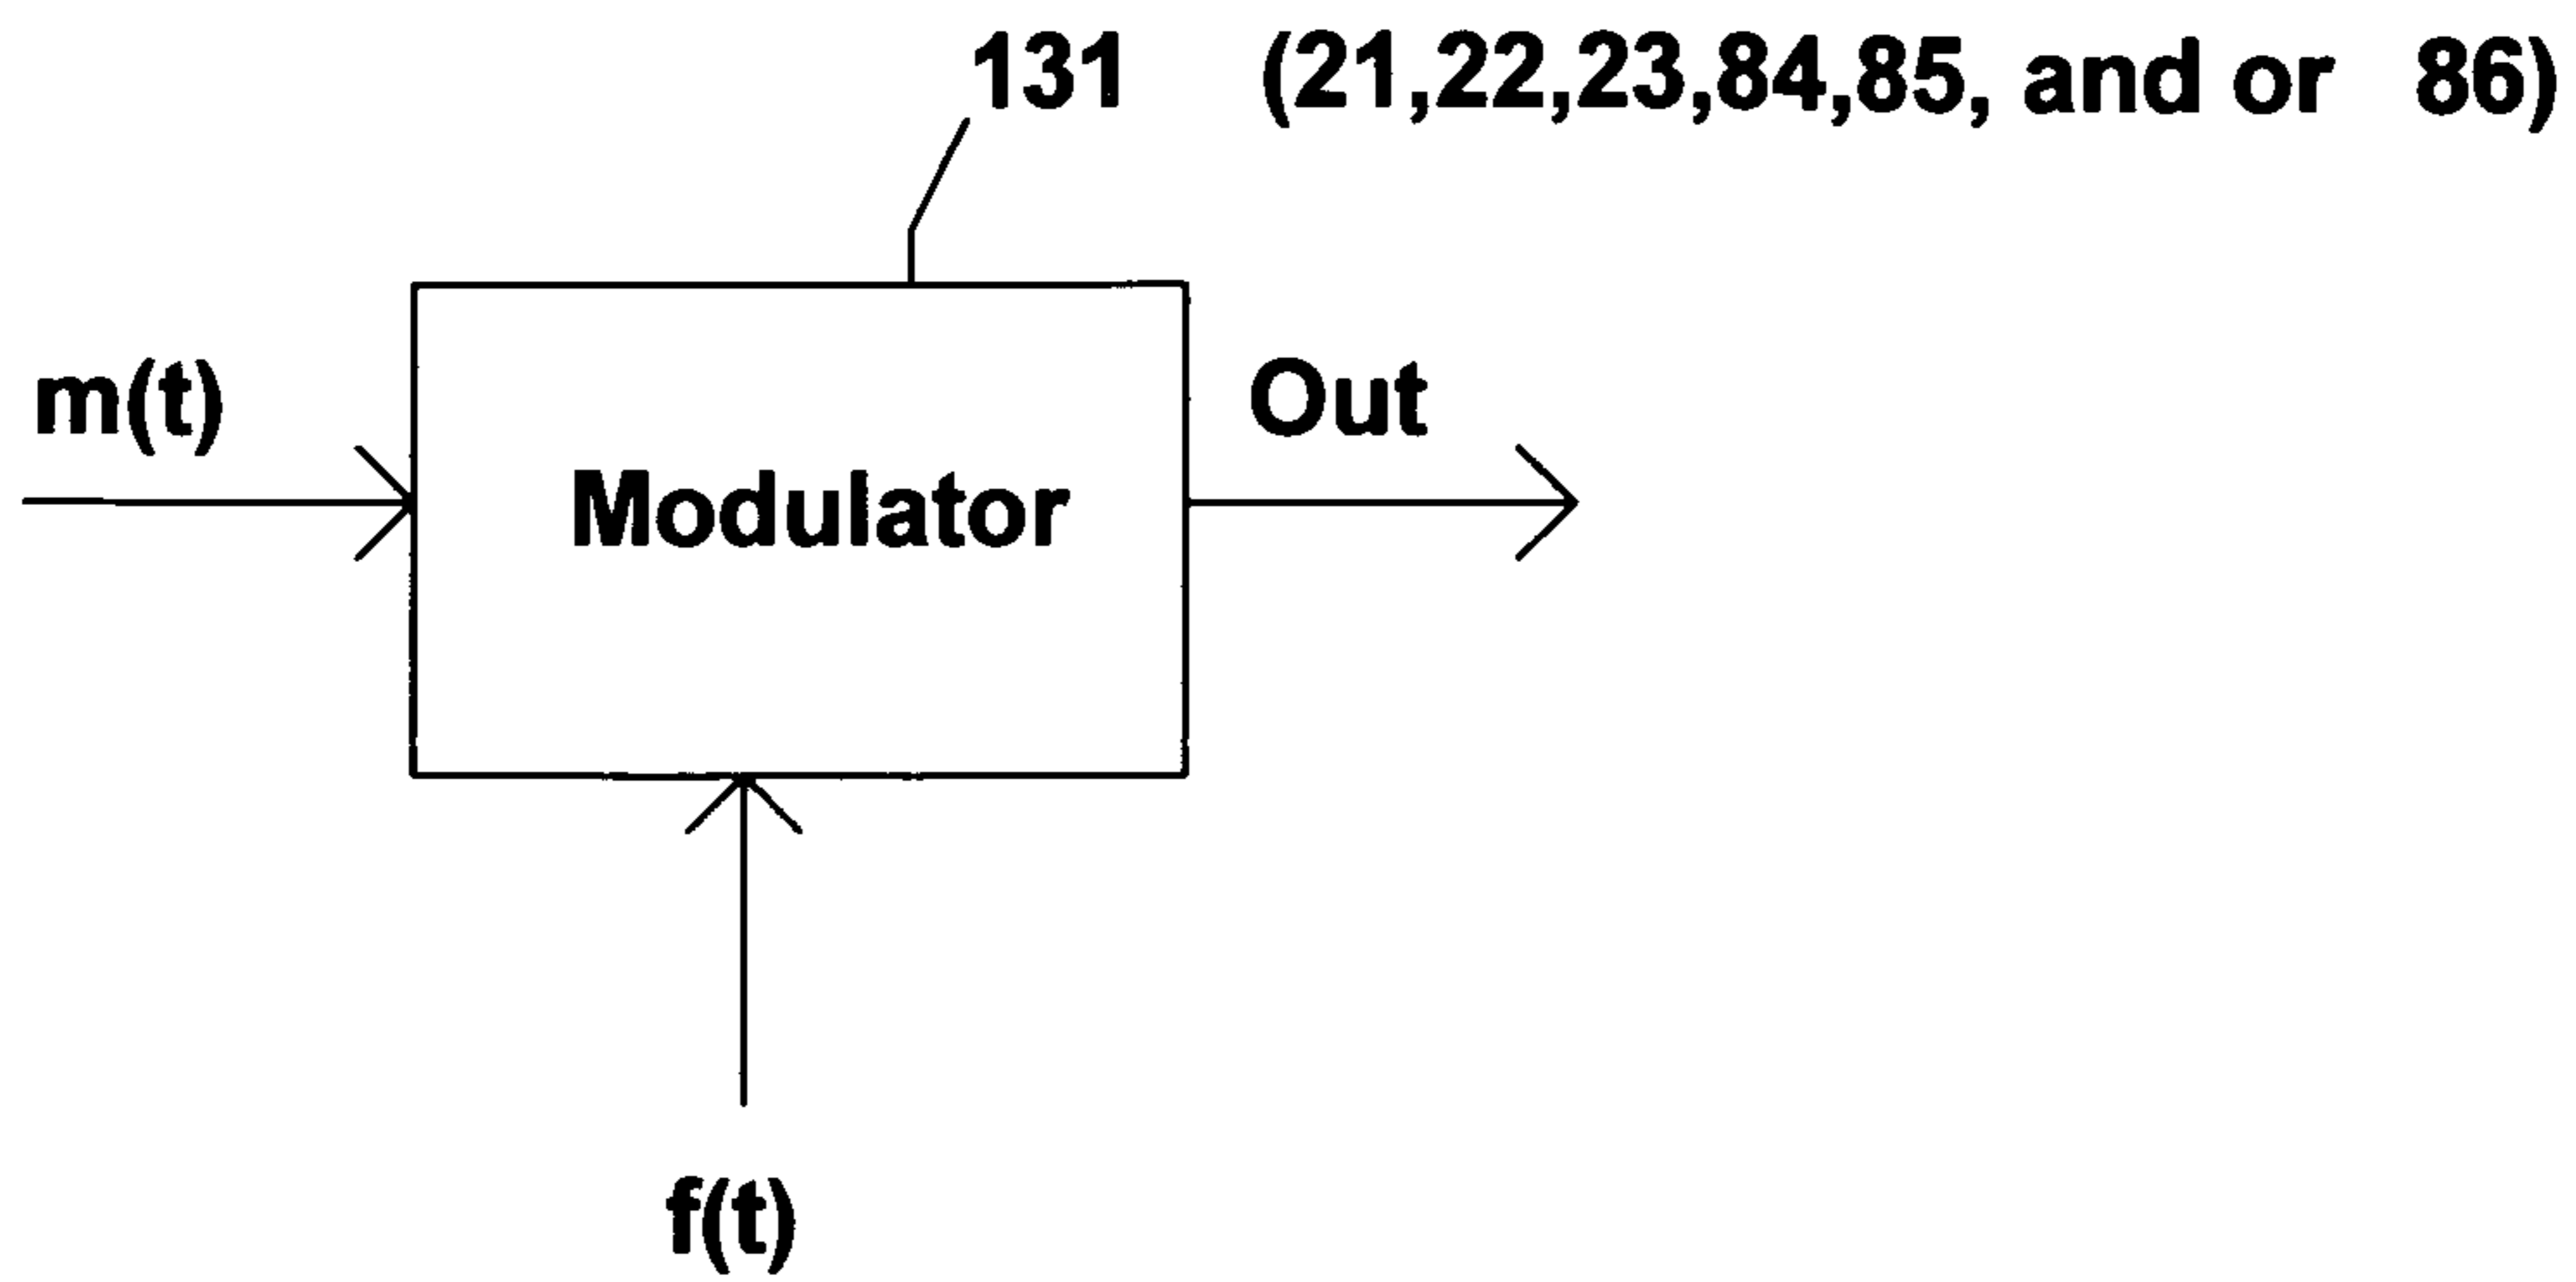 131 (21,22,23,84,85, and or 86)
m(t)
Out
Modulator
f(t)